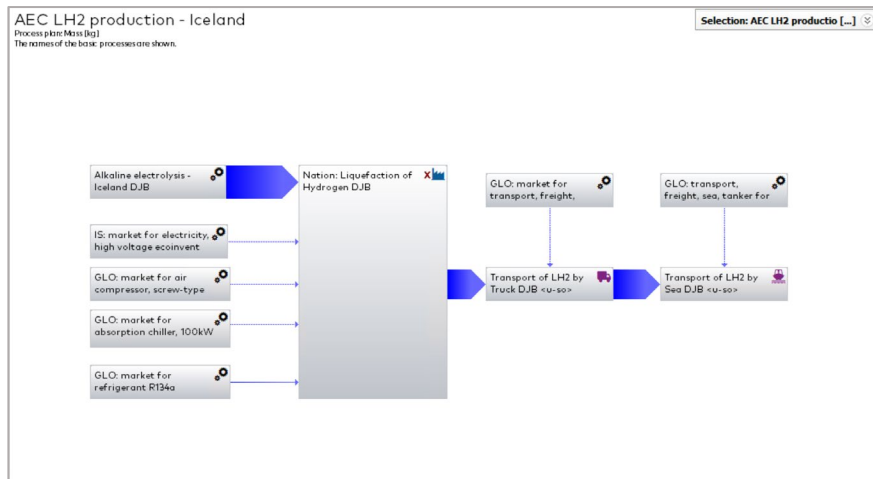 AEC LH2 production - Iceland
Process plan: Mass [kg]
The names of the basic processes are shown.
Selection: AEC LH2 productio [...]
Alkaline electrolysis -
Iceland DJB
Nation: Liquefaction of
Hydrogen DJB
X
GLO: market for
transport, freight,
GLO: transport,
freight, sea, tanker for
IS: market for electricity,
high voltage ecoinvent
GLO: market for air
compressor, screw-type
Transport of LH2 by
Truck DJB <u-so>
Transport of LH2 by
Sea DJB <u-so>
GLO: market for
absorption chiller, 100kW
GLO: market for
refrigerant R134a